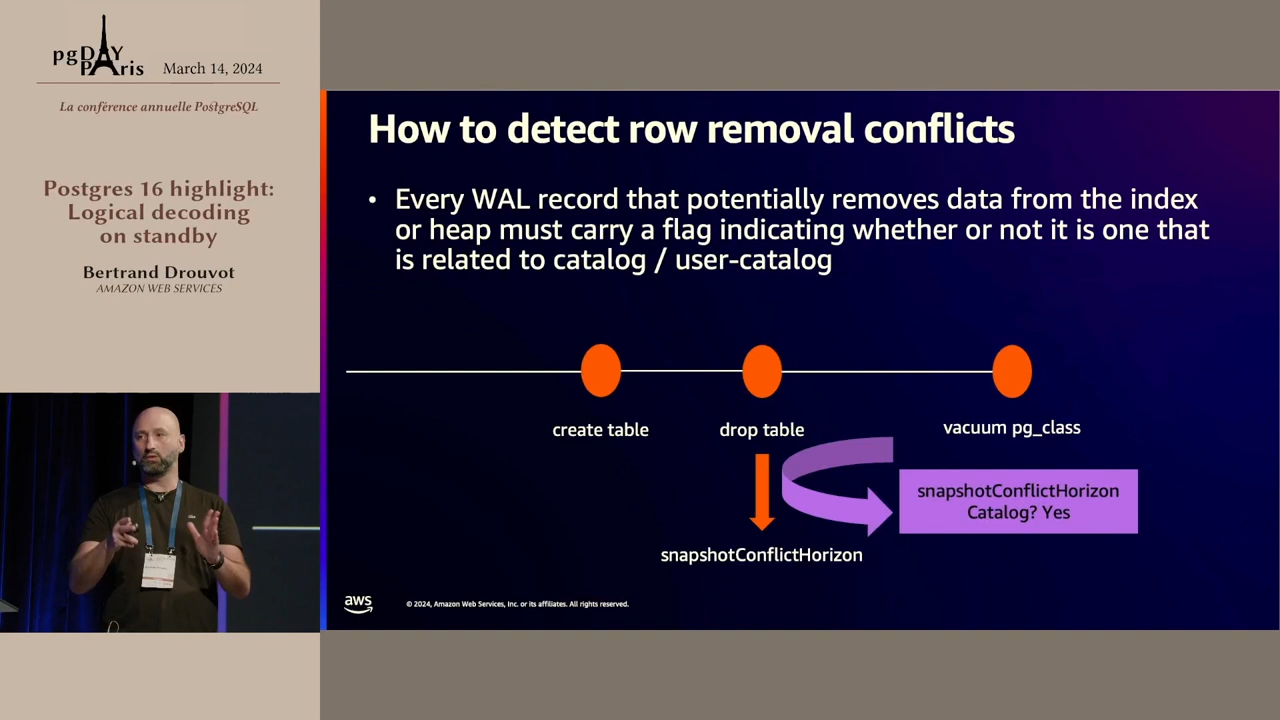 pgDAY
PAris
March 14, 2024
La conférence annuelle PostgreSQL
Postgres 16 highlight:
Logical decoding
on standby
Bertrand Drouvot
AMAZON WEB SERVICES
How to detect row removal conflicts
• Every WAL record that potentially removes data from the index
or heap must carry a flag indicating whether or not it is one that
is related to catalog / user-catalog
create table
drop table
vacuum pg_class
snapshotConflictHorizon
Catalog? Yes
snapshotConflictHorizon
aws
© 2024, Amazon Web Services, Inc. or its affiliates. All rights reserved.